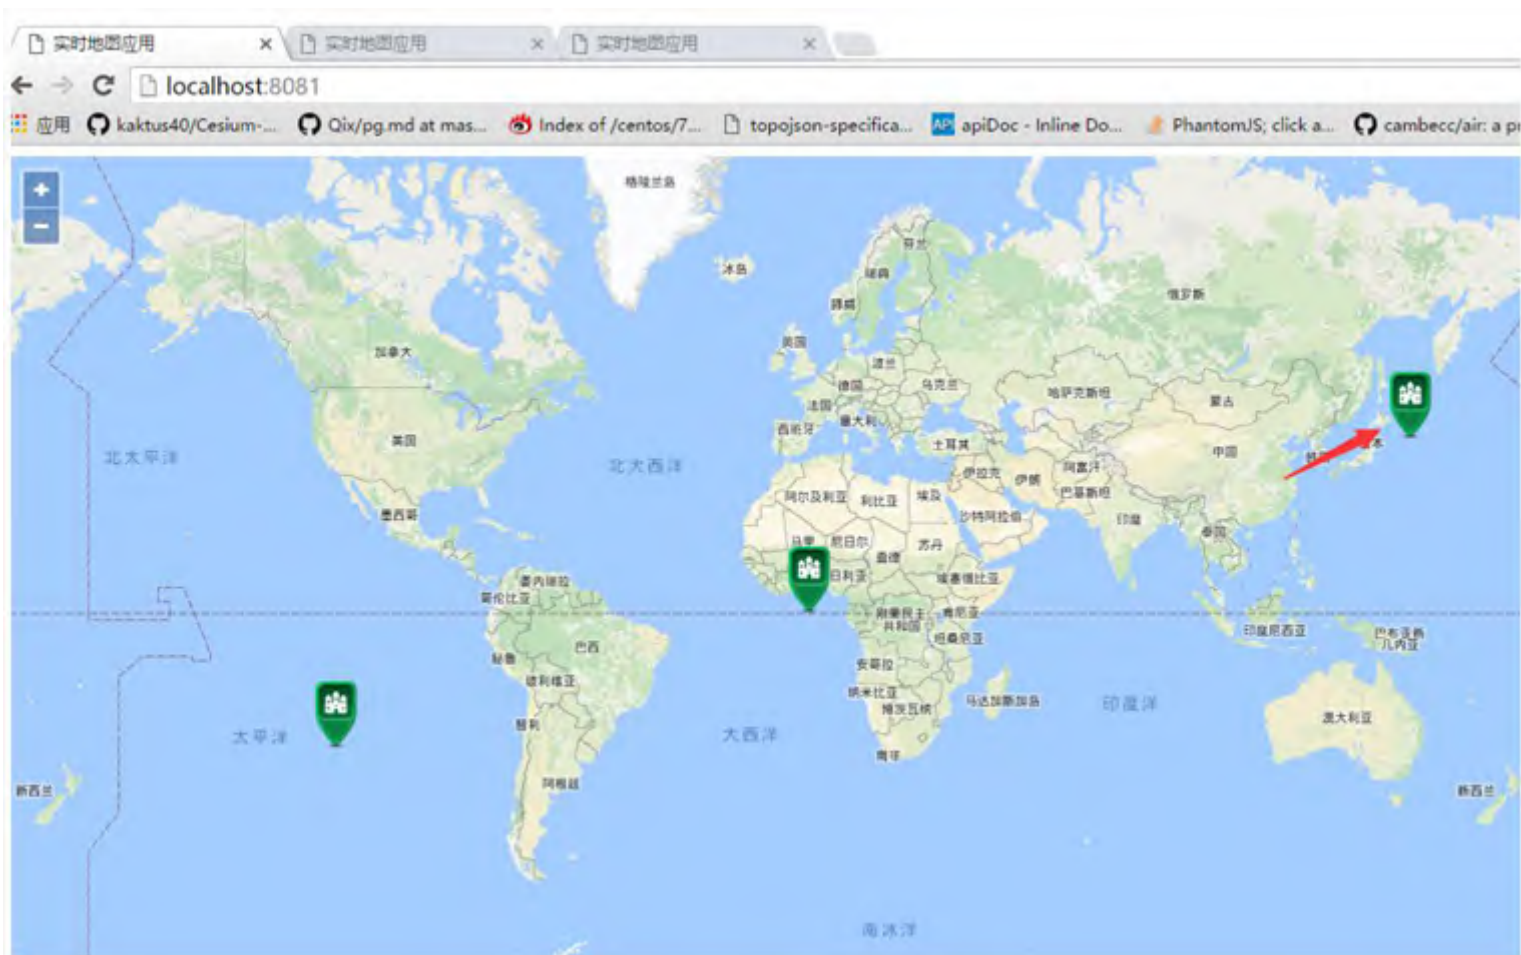 实时地图应用
实时地图应用
实时地图应用
localhost:8081
应用 kaktus40/Cesium-... Qix/pg.md at mas... Index of /centos/7... topojson-specifica... apiDoc - Inline Do... PhantomJS; click a... cambecc/air: a p
+
格陵兰岛
−
芬兰
冰岛
瑞典
俄罗斯
挪威
英国
加拿大
波兰
德国
乌克兰
哈萨克斯坦
蒙古
法国
意大利
西班牙
土耳其
美国
中国
北太平洋
北大西洋
伊拉克
伊朗
阿富汗
巴基斯坦
阿尔及利亚
利比亚
埃及
沙特阿拉伯
印度
墨西哥
泰国
马里
尼日尔
乍得
苏丹
日利亚
埃塞俄比亚
委内瑞拉
哥伦比亚
刚果民主
共和国
肯尼亚
坦桑尼亚
印度尼西亚
巴布亚新
几内亚
巴西
秘鲁
玻利维亚
安哥拉
纳米比亚
博茨瓦纳
马达加斯加岛
印度洋
智利
澳大利亚
太平洋
大西洋
南非
阿根廷
新西兰
新西兰
南冰洋